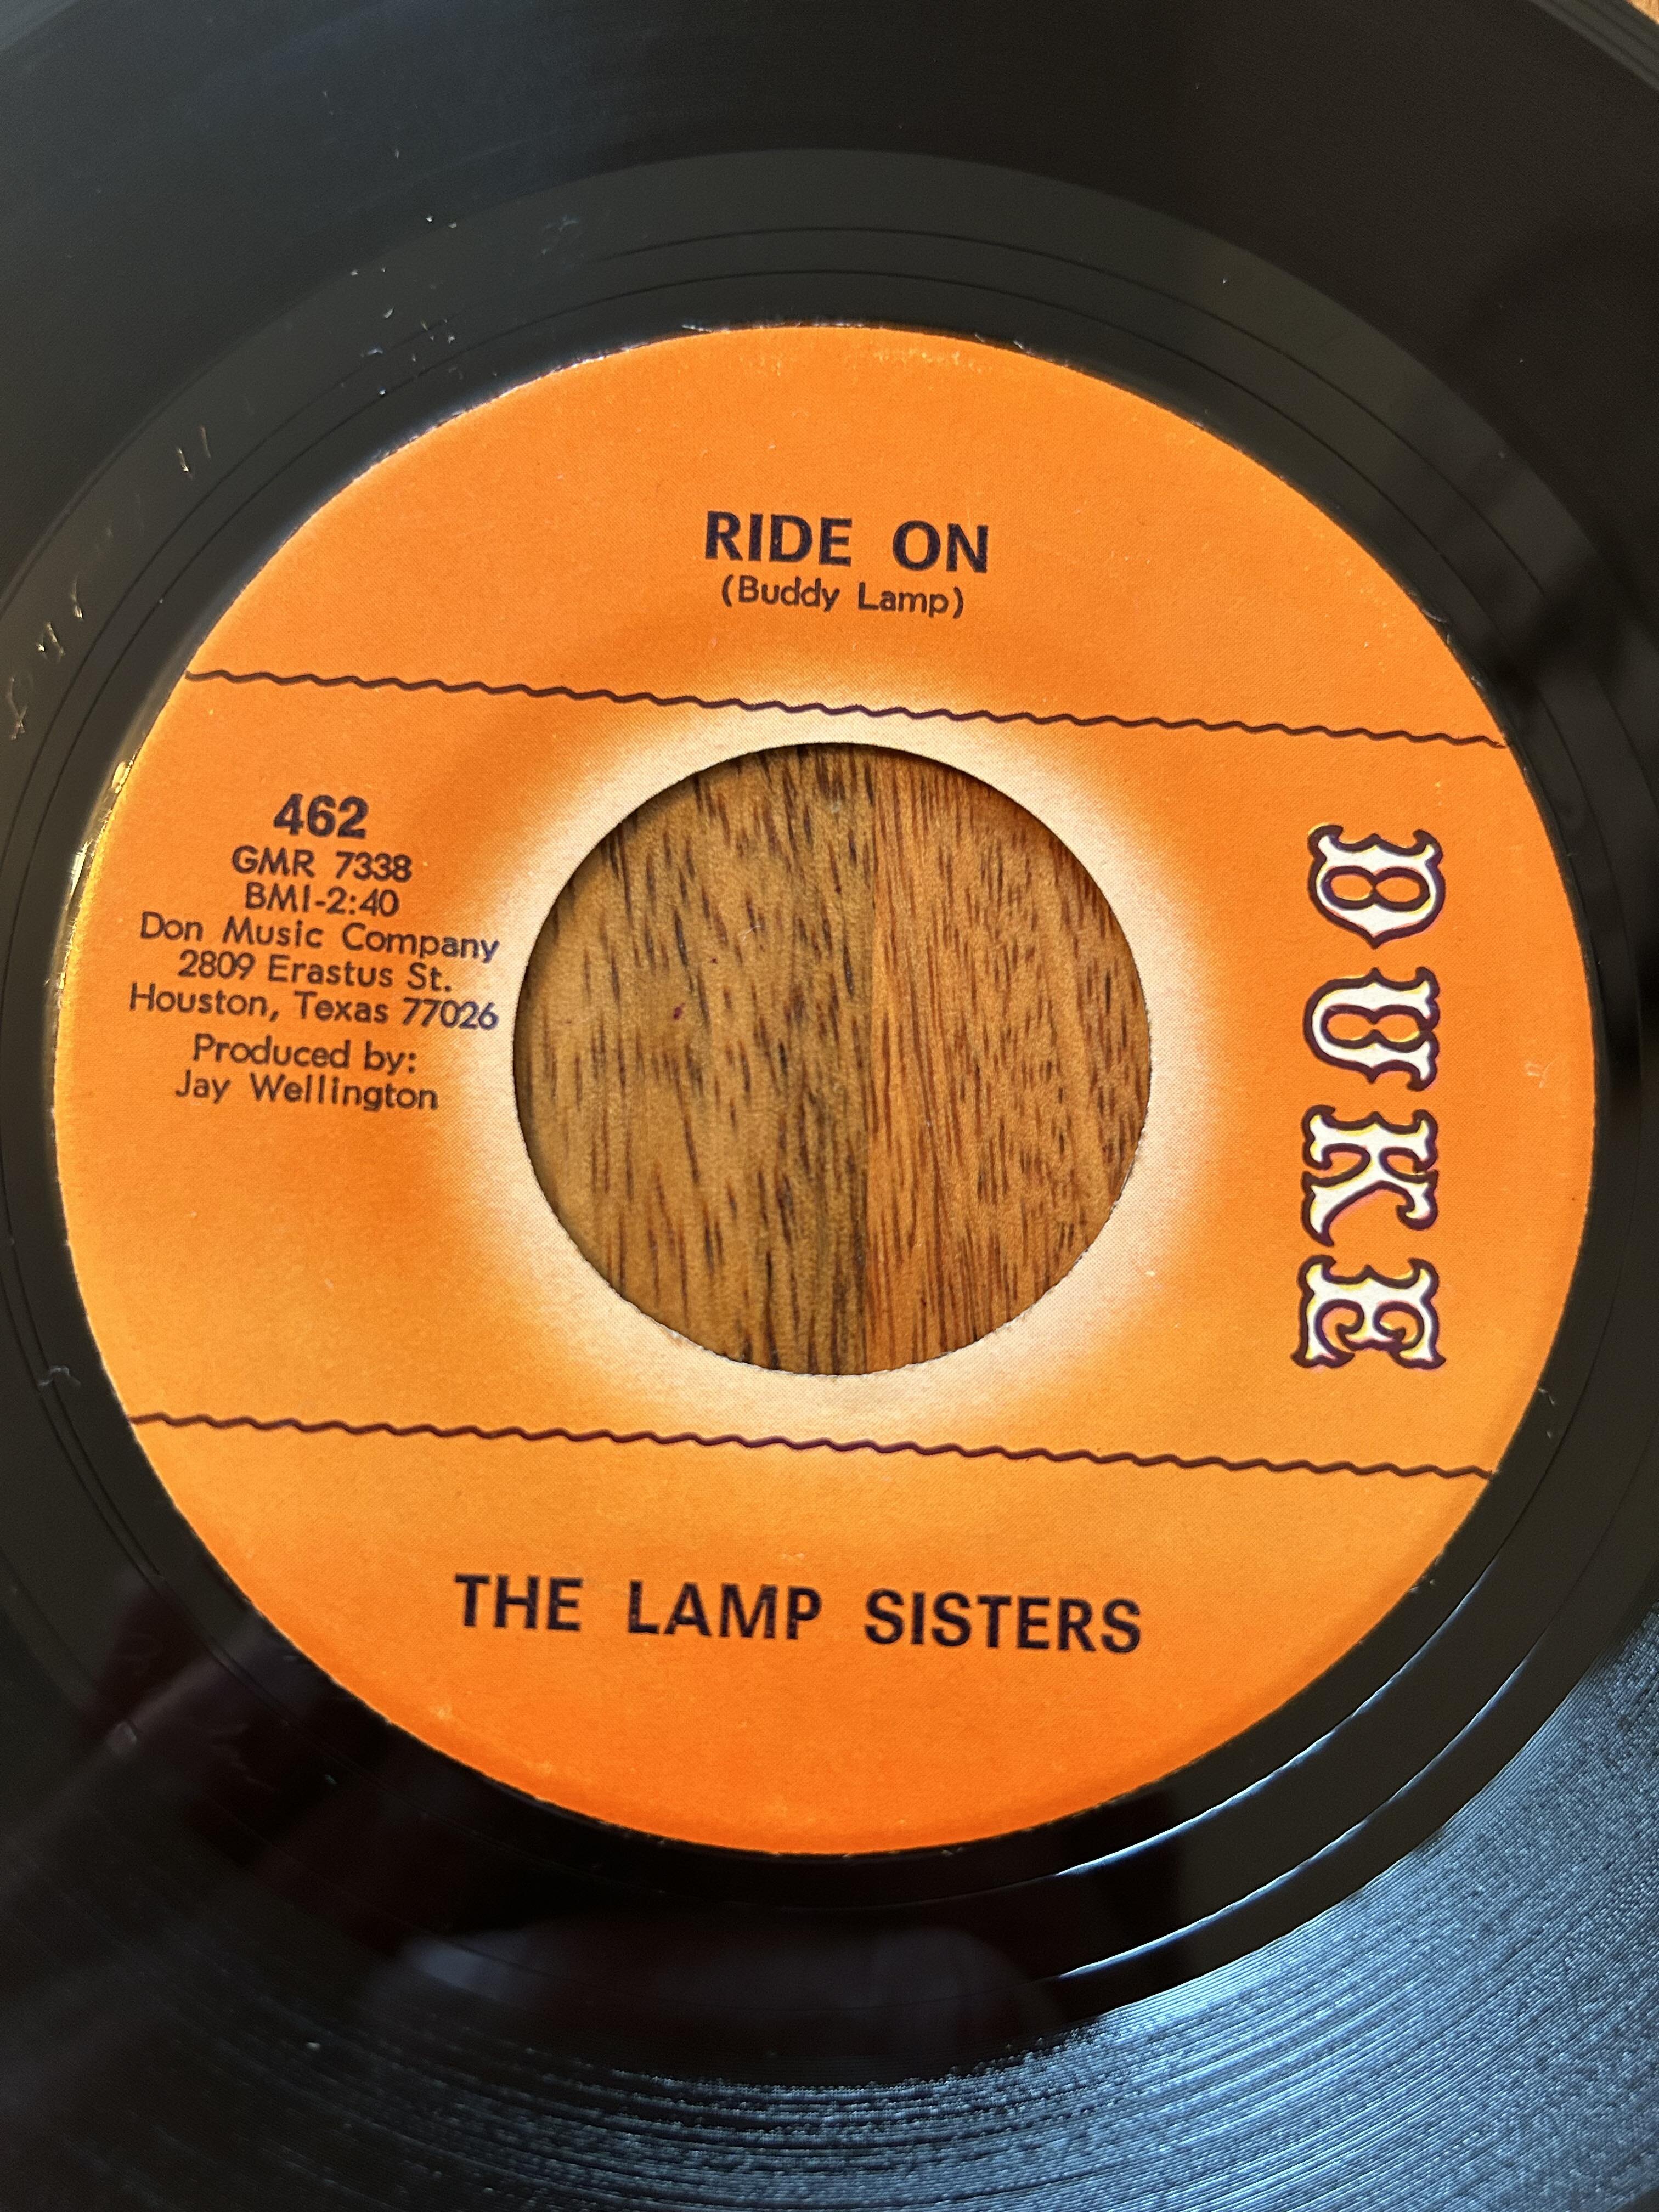 RIDE ON
(Buddy Lamp)
462
GMR 7338
BMI-2:40
Don Music Company
2809 Erastus St.
Houston, Texas 77026
Produced by:
Jay Wellington
DUKE
THE LAMP SISTERS